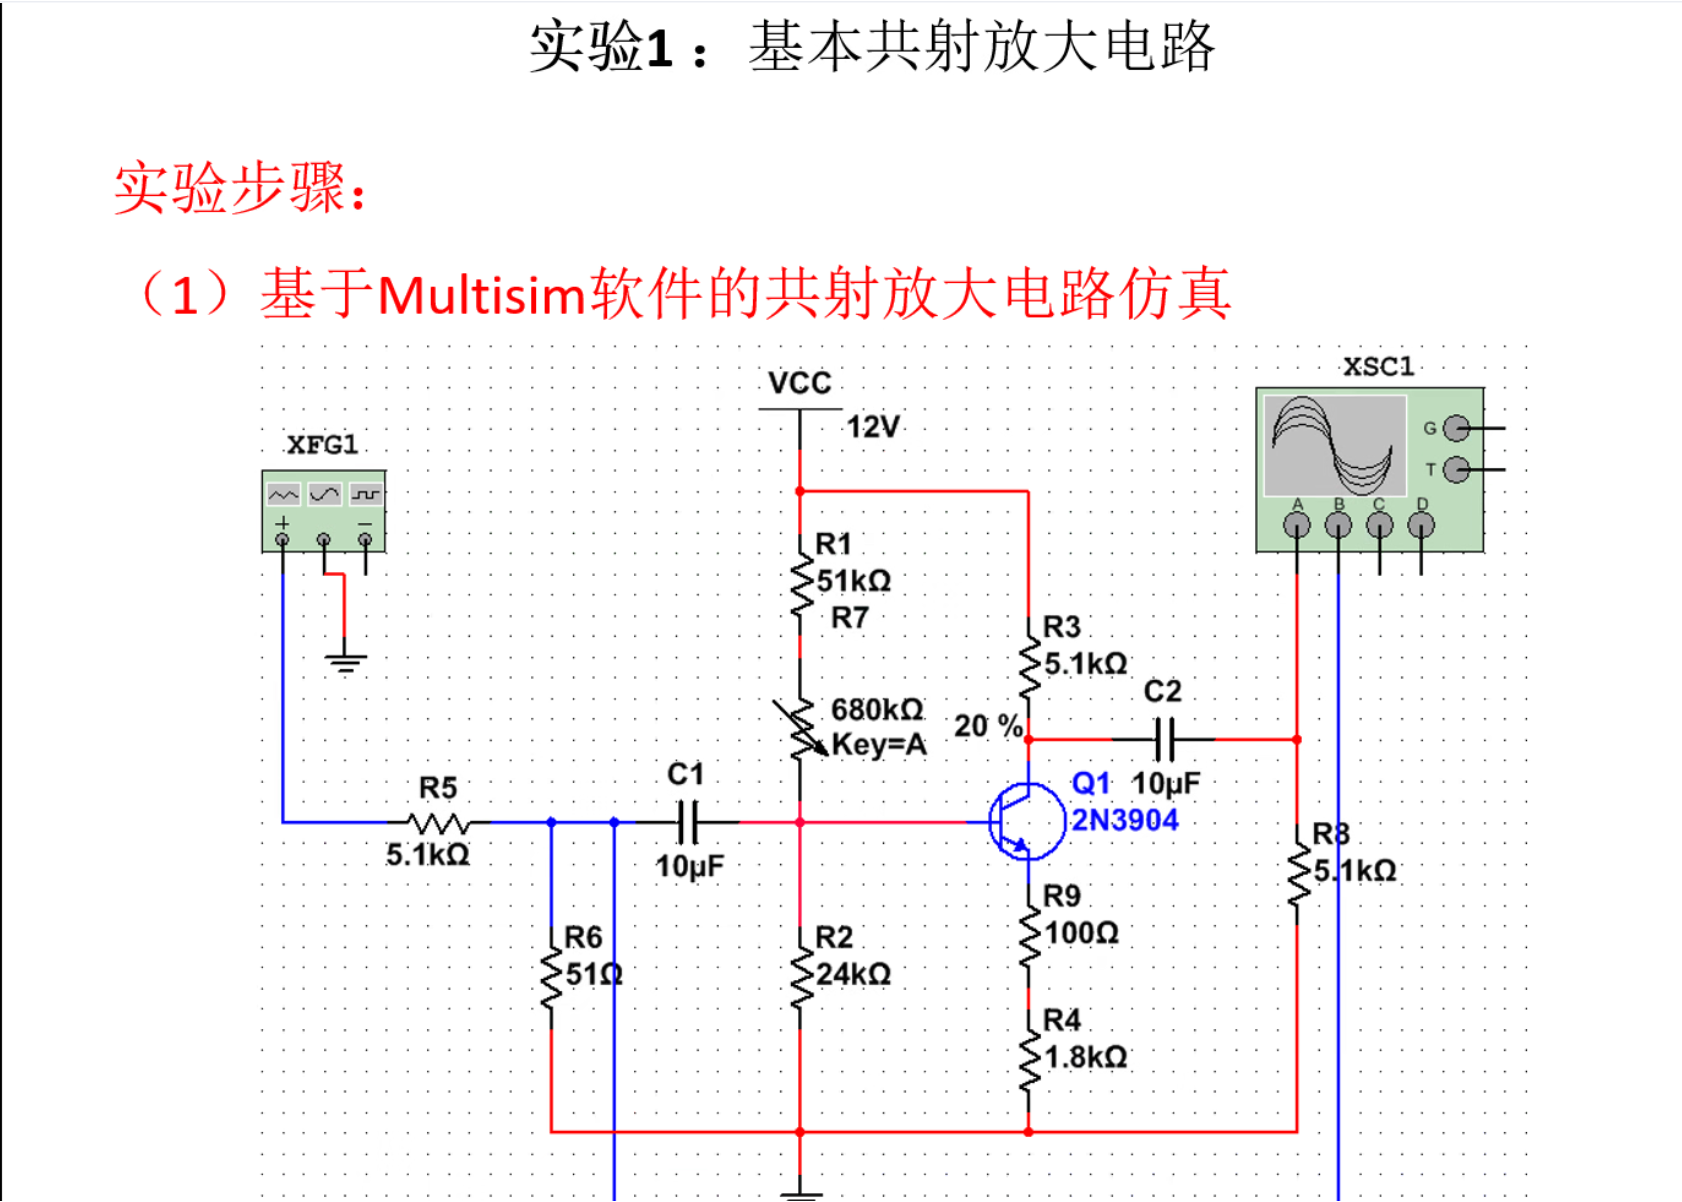 实验1：基本共射放大电路
实验步骤：
（1）基于Multisim软件的共射放大电路仿真
XSC1
VCC
12V
XFG1
G
T
A B C D
+ −
R1
51kΩ
R7
R3
5.1kΩ
C2
680kΩ
20 %
Key=A
C1
R5
Q1
10µF
2N3904
5.1kΩ
10µF
R8
5.1kΩ
R9
100Ω
R6
51Ω
R2
24kΩ
R4
1.8kΩ